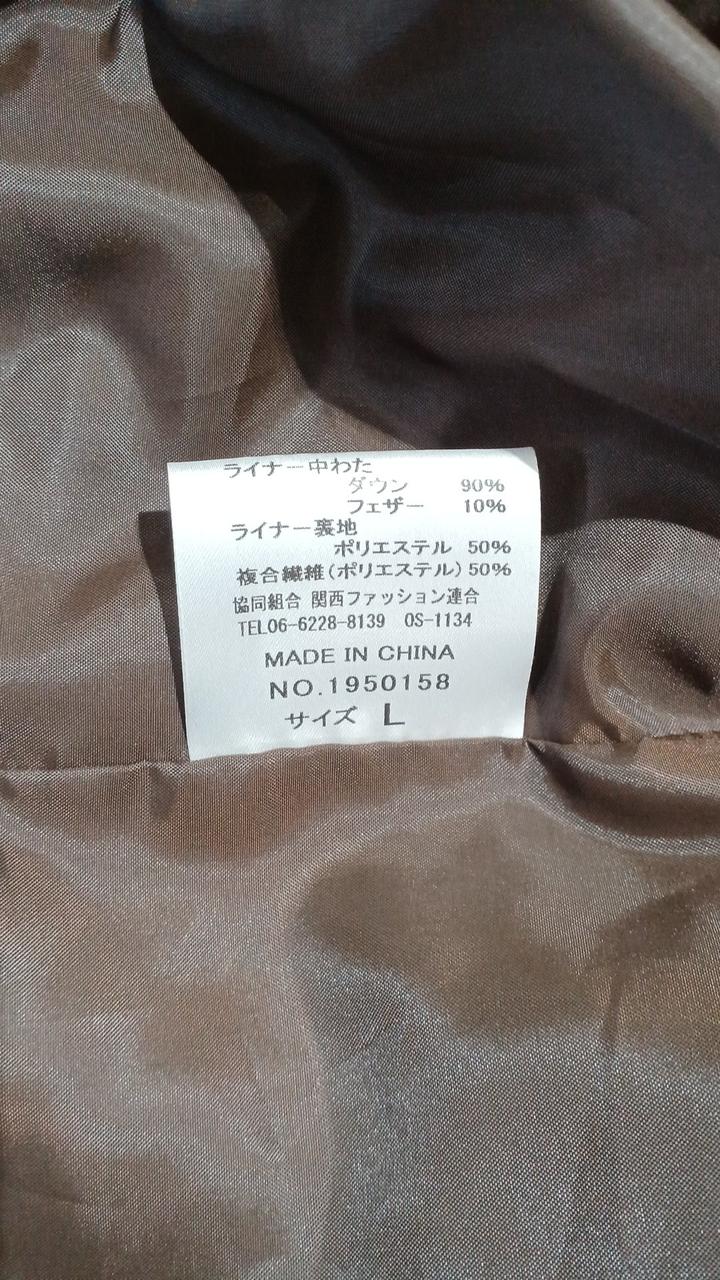 ライナー中わた
ダウン 90%
フェザー 10%
ライナー裏地
ポリエステル 50%
複合繊維(ポリエステル)50%
協同組合 関西ファッション連合
TEL06-6228-8139 OS-1134
MADE IN CHINA
NO.1950158
サイズ L